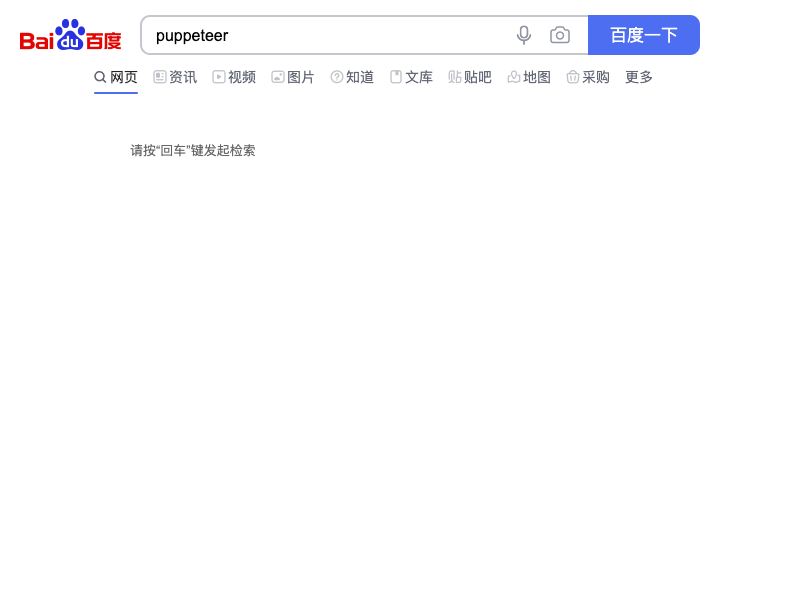 Bai du 百度 puppeteer 百度一下
网页 资讯 视频 图片 知道 文库 贴 贴吧 地图 采购 更多
请按“回车”键发起检索